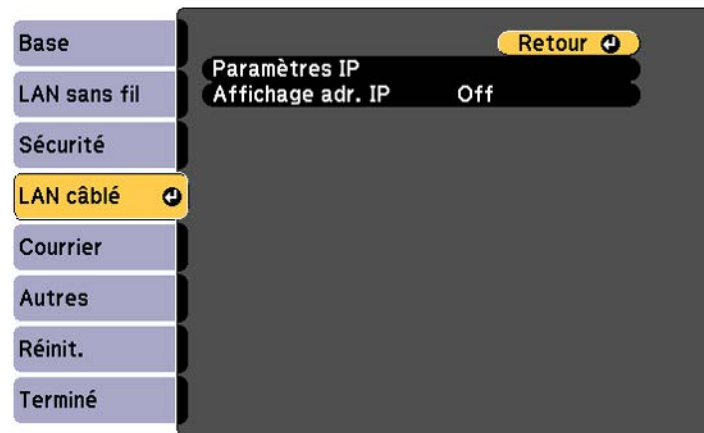 Base
LAN sans fil
Sécurité
LAN câblé
Courrier
Autres
Réinit.
Terminé
Retour
Paramètres IP
Affichage adr. IP Off